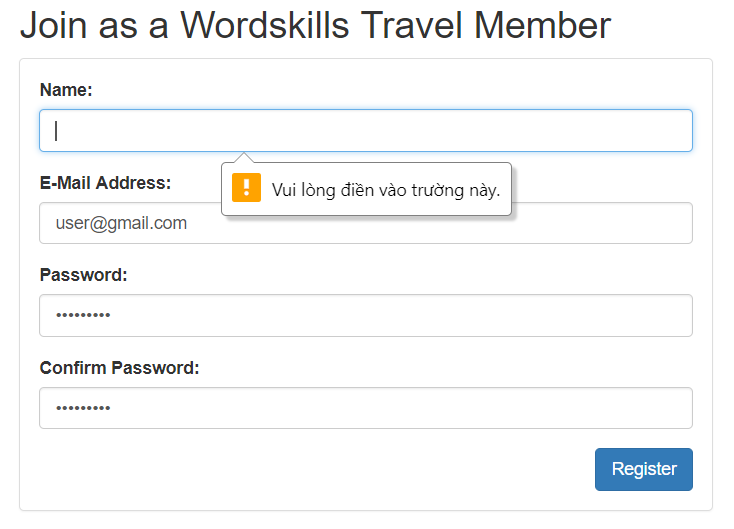 Join as a Wordskills Travel Member
Name:
! Vui lòng điền vào trường này.
E-Mail Address:
user@gmail.com
Password:
•••••••••
Confirm Password:
•••••••••
Register